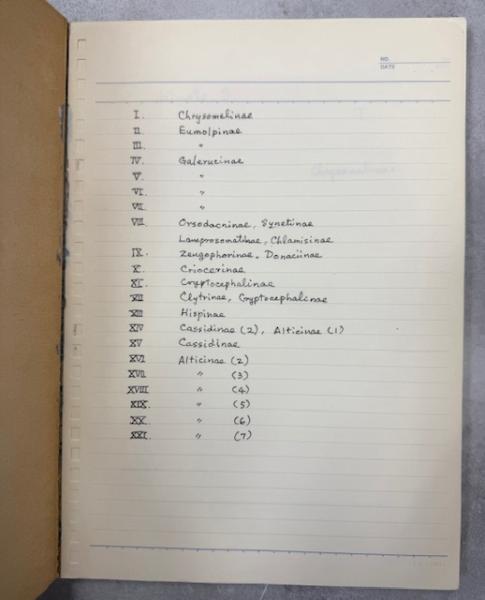 NO.
DATE
I. Chrysomelinae
II. Eumolpinae
III. 〃
IV. Galerucinae
V. 〃
VI. 〃
VII. 〃
VIII. Orsodacninae, Synetinae
Lamprosomatinae, Chlamisinae
IX. Zeugophorinae, Donaciinae
X. Criocerinae
XI. Cryptocephalinae
XII Clytrinae, Cryptocephalinae
XIII Hispinae
XIV Cassidinae (2), Alticinae (1)
XV Cassidinae
XVI Alticinae (2)
XVII. 〃 (3)
XVIII 〃 (4)
XIX. 〃 (5)
XX. 〃 (6)
XXI. 〃 (7)